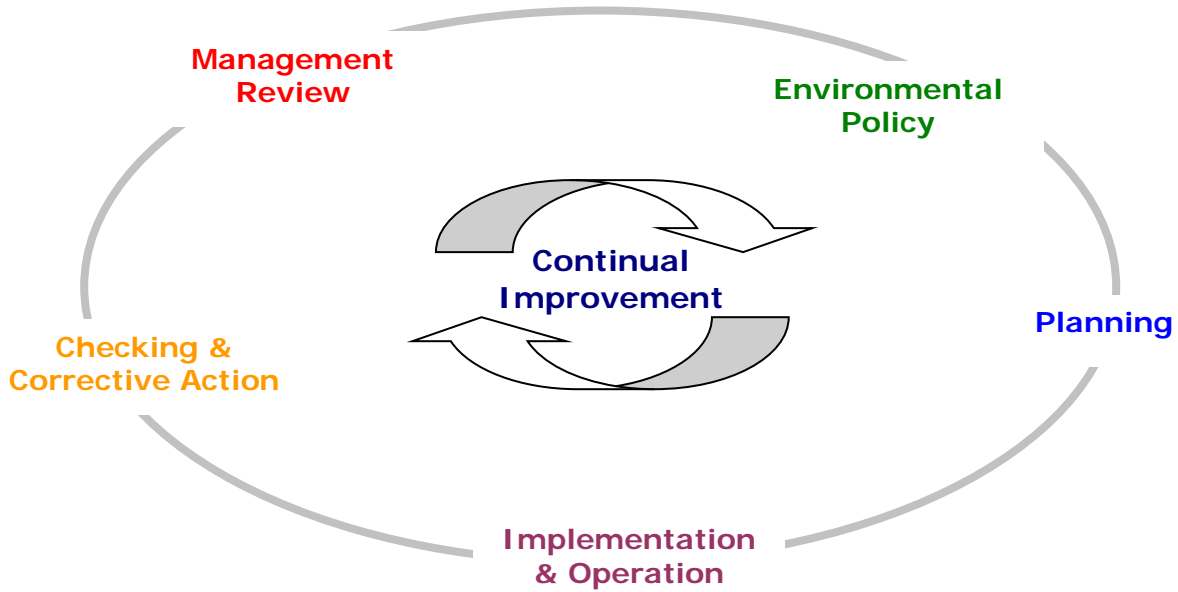 Management
Review
Environmental
Policy
Continual
Improvement
Planning
Checking &
Corrective Action
Implementation
& Operation